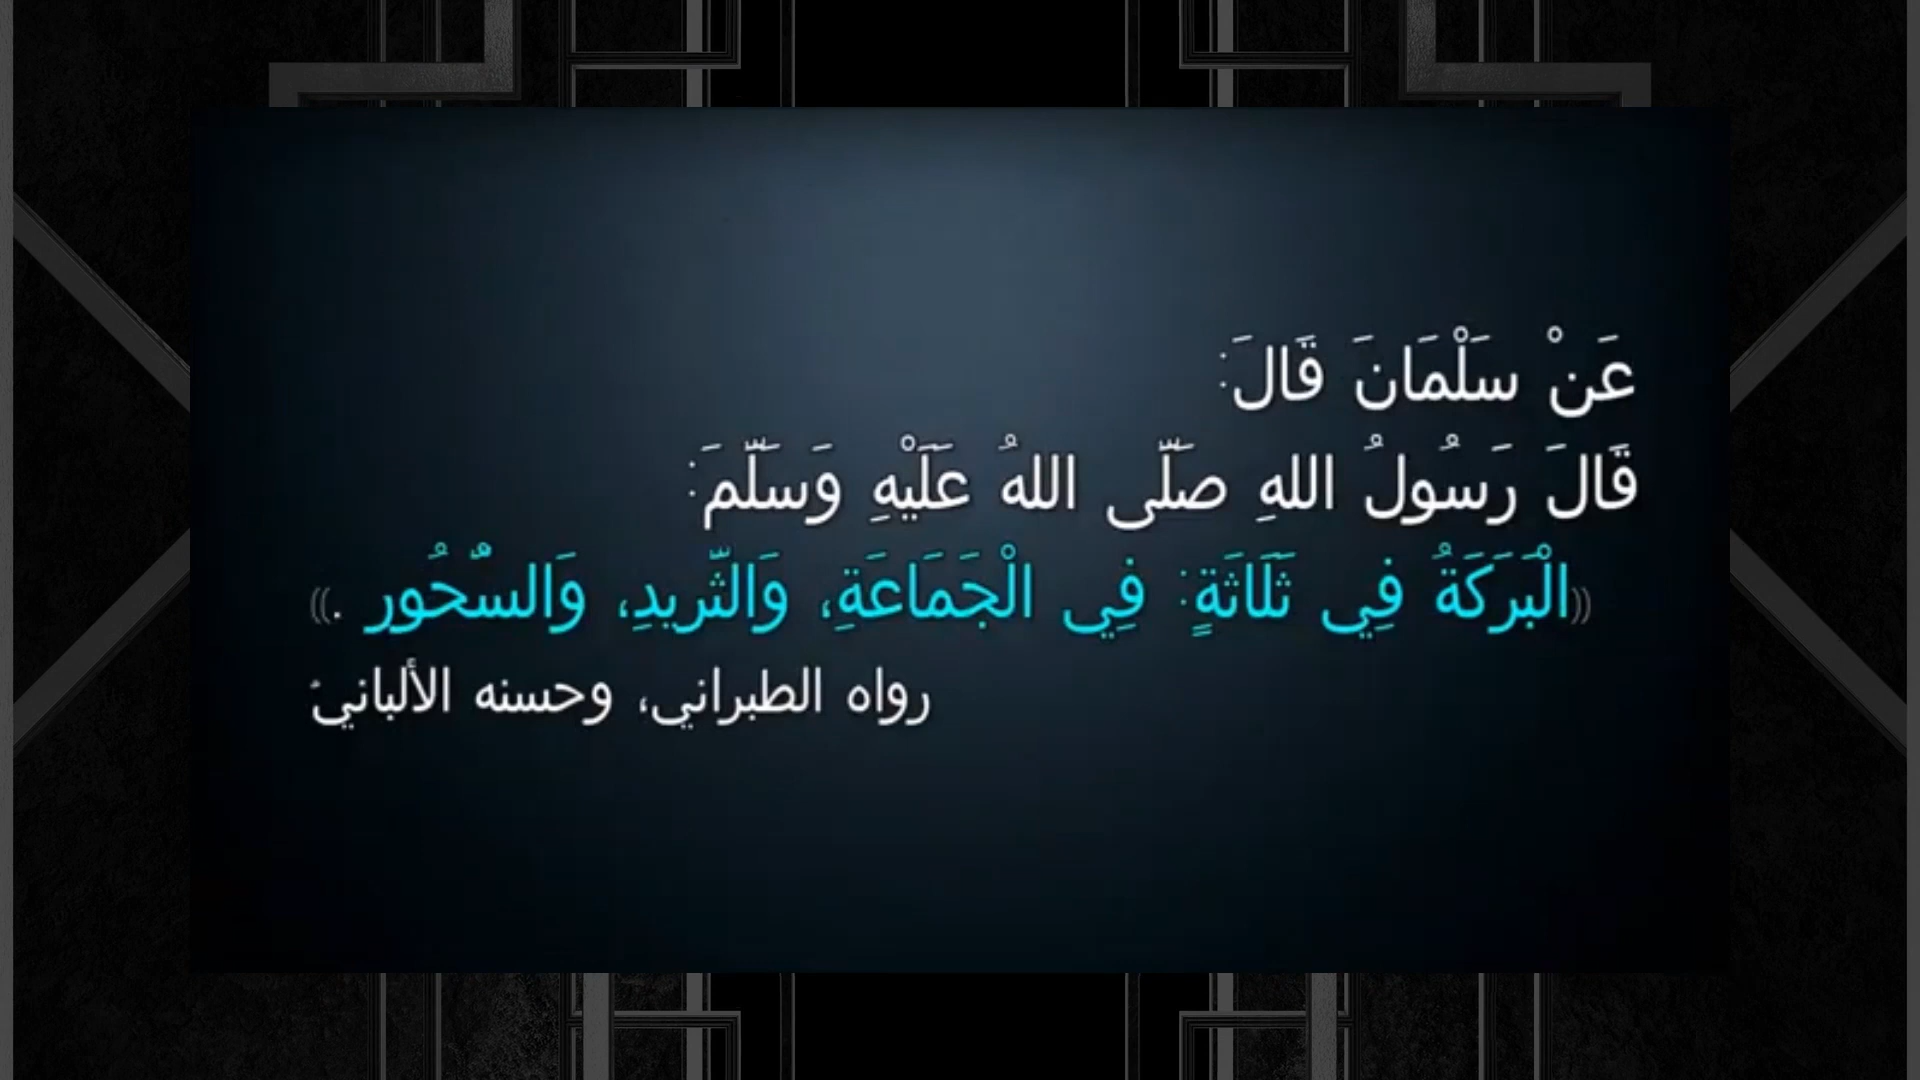 عَنْ سَلْمَانَ قَالَ:
قَالَ رَسُولُ اللهِ صَلَّى اللهُ عَلَيْهِ وَسَلَّمَ:
((الْبَرَكَةُ فِي ثَلَاثَةٍ: فِي الْجَمَاعَةِ، وَالثَّرِيدِ، وَالسُّحُور .))
رواه الطبراني، وحسنه الألباني